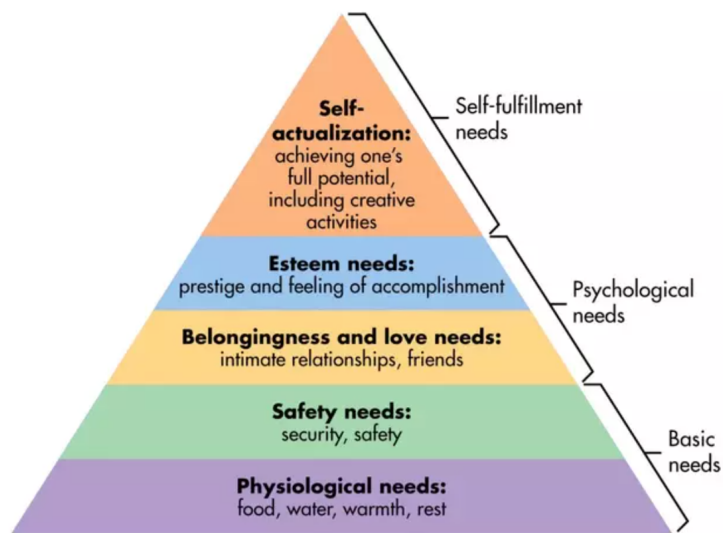 Self-
actualization:
achieving one's
full potential,
including creative
activities
Self-fulfillment
needs
Esteem needs:
prestige and feeling of accomplishment
Psychological
needs
Belongingness and love needs:
intimate relationships, friends
Safety needs:
security, safety
Basic
needs
Physiological needs:
food, water, warmth, rest